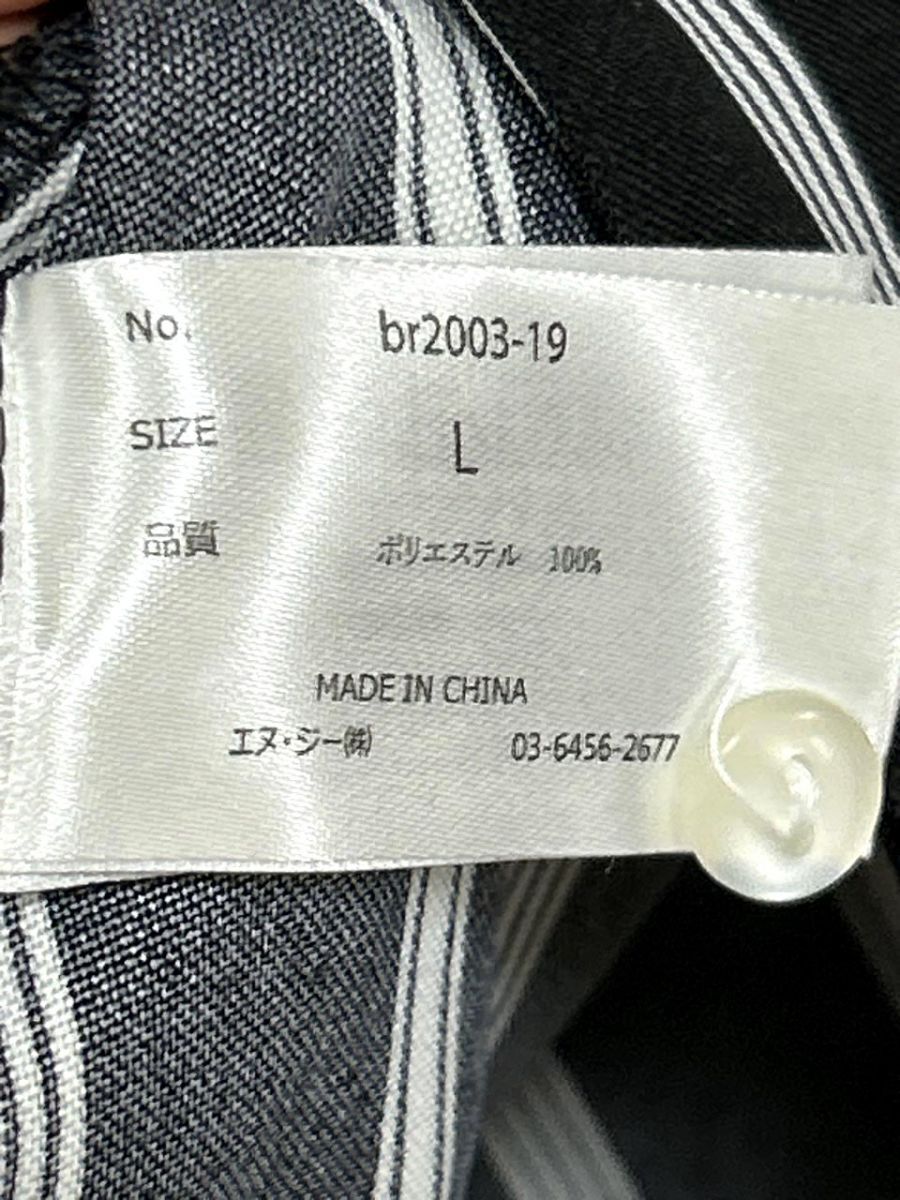 No. br2003-19
SIZE L
品質 ポリエステル 100%
MADE IN CHINA
エヌ・ジー㈱ 03-6456-2677